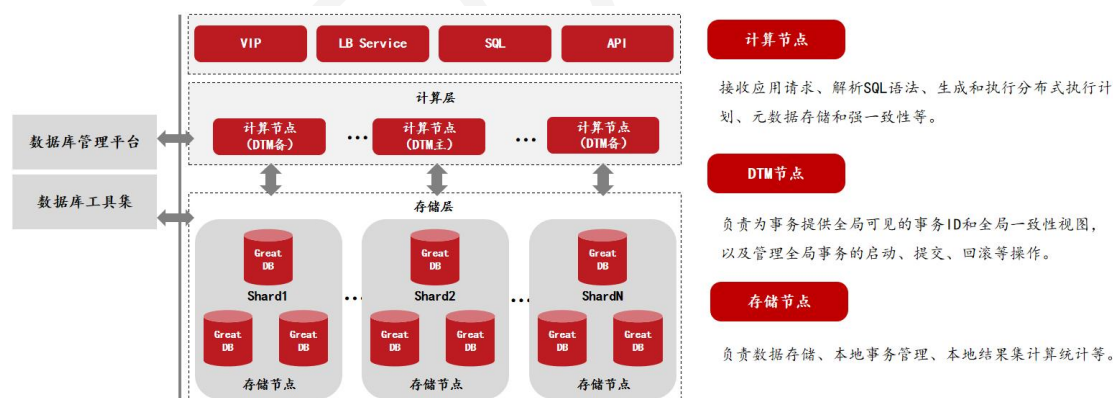 VIP
LB Service
SQL
API
计算层
计算节点
(DTM备)
...
计算节点
(DTM主)
...
计算节点
(DTM备)
数据库管理平台
数据库工具集
存储层
Great
DB
Shard1
Great
DB
Great
DB
存储节点
...
Great
DB
Shard2
Great
DB
Great
DB
存储节点
...
Great
DB
ShardN
Great
DB
Great
DB
存储节点
计算节点
接收应用请求、解析SQL语法、生成和执行分布式执行计
划、元数据存储和强一致性等。
DTM节点
负责为事务提供全局可见的事务ID和全局一致性视图，
以及管理全局事务的启动、提交、回滚等操作。
存储节点
负责数据存储、本地事务管理、本地结果集计算统计等。